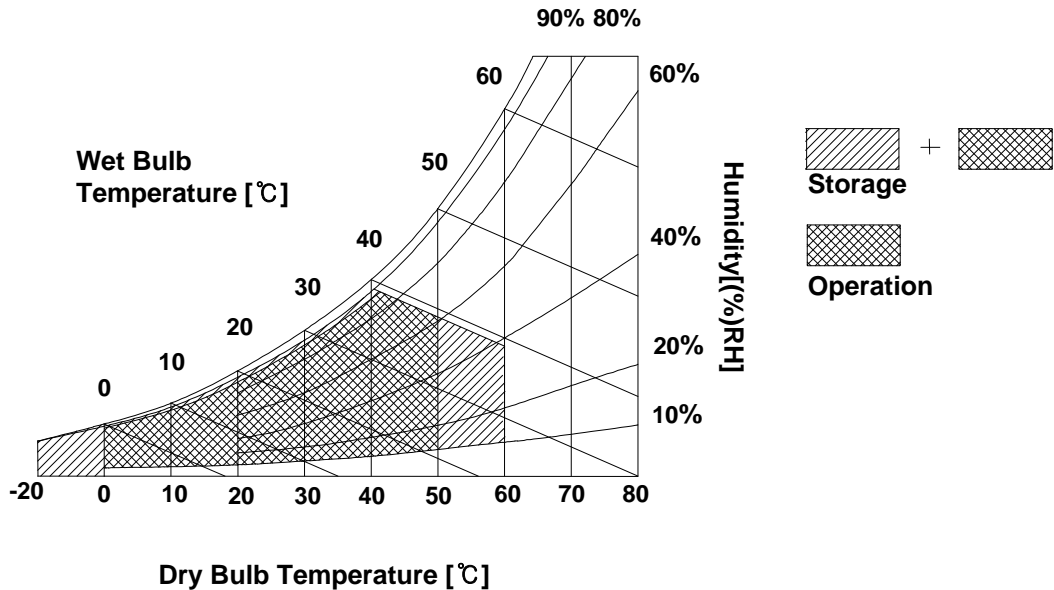 90% 80%
60
60%
50
Wet Bulb
Temperature [℃]
Storage
+
40
40%
30
Humidity[(%)RH]
Operation
20
20%
10
0
10%
-20 0 10 20 30 40 50 60 70 80
Dry Bulb Temperature [℃]